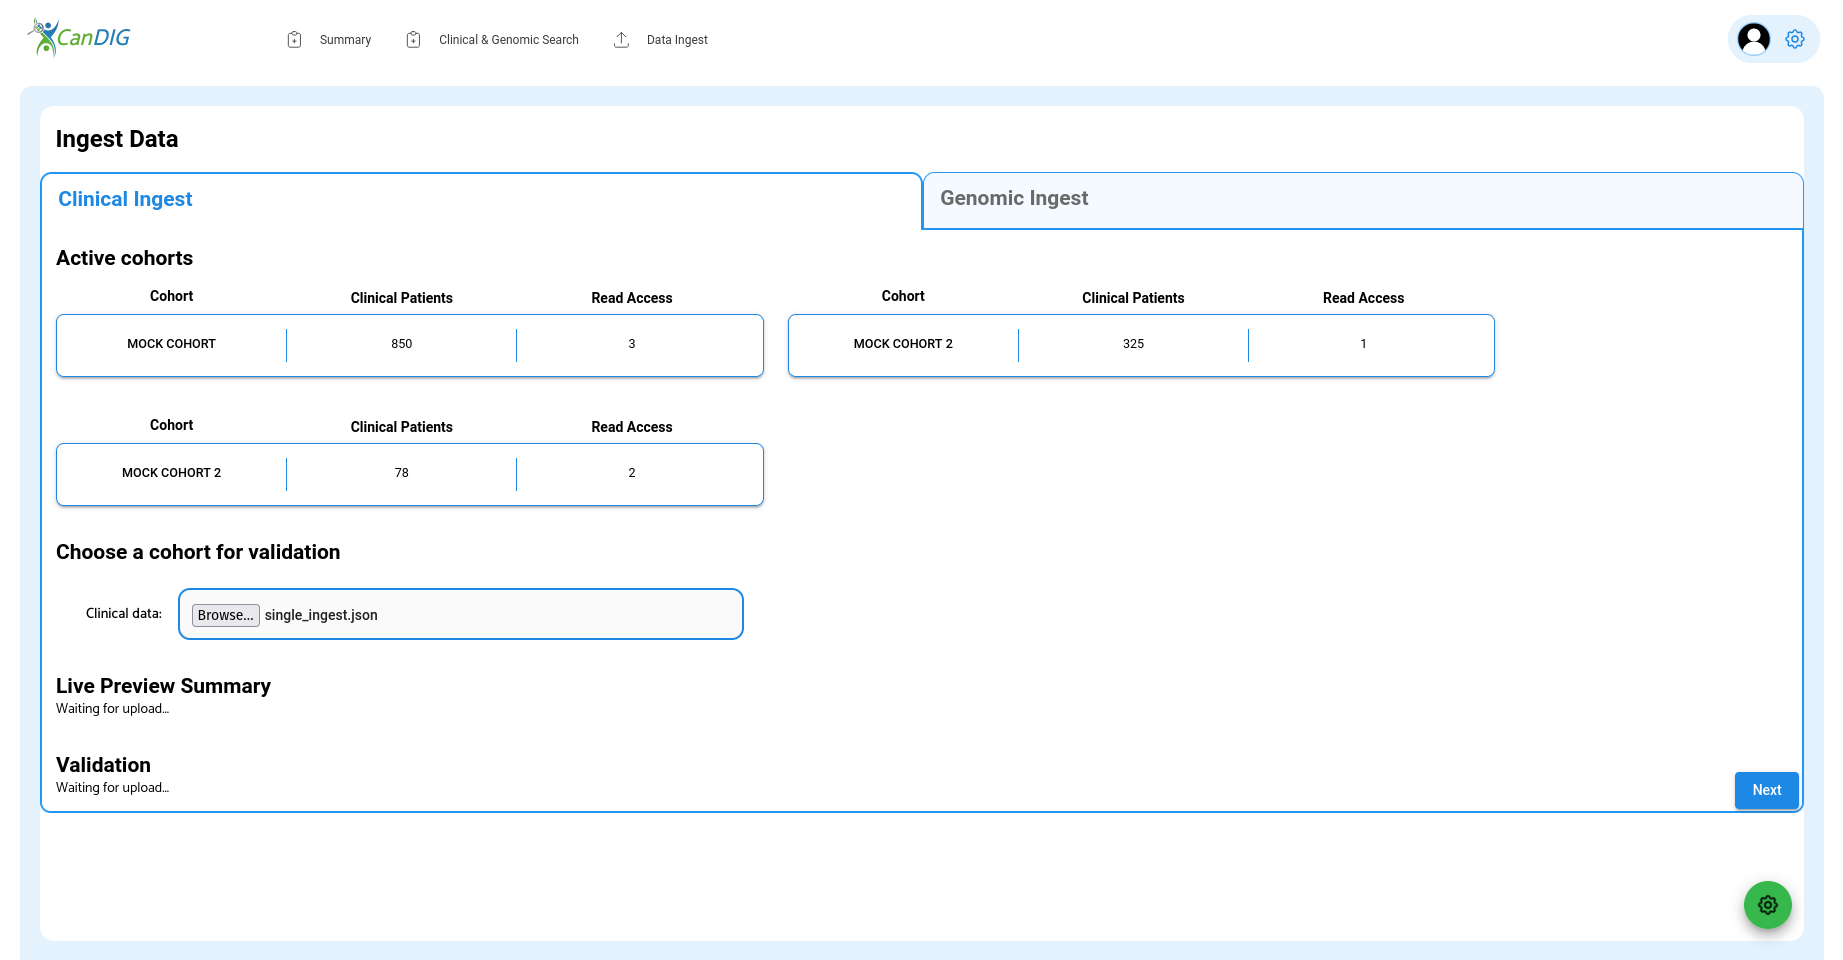 CanDIG
Summary
Clinical & Genomic Search
Data Ingest
Ingest Data
Clinical Ingest
Genomic Ingest
Active cohorts
Cohort Clinical Patients Read Access
MOCK COHORT 850 3
Cohort Clinical Patients Read Access
MOCK COHORT 2 325 1
Cohort Clinical Patients Read Access
MOCK COHORT 2 78 2
Choose a cohort for validation
Clinical data: Browse... single_ingest.json
Live Preview Summary
Waiting for upload...
Validation
Waiting for upload...
Next